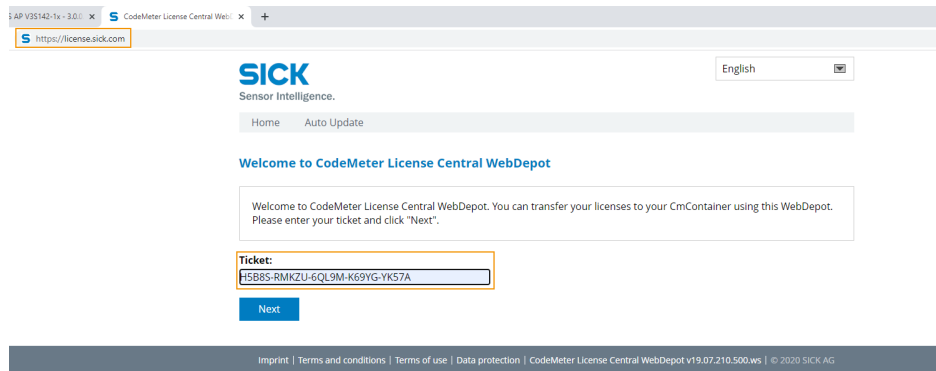 S AP V3S142-1x - 3.0.0 CodeMeter License Central Web
https://license.sick.com
SICK
Sensor Intelligence.
English
Home Auto Update
Welcome to CodeMeter License Central WebDepot
Welcome to CodeMeter License Central WebDepot. You can transfer your licenses to your CmContainer using this WebDepot.
Please enter your ticket and click "Next".
Ticket:
H5B8S-RMKZU-6QL9M-K69YG-YK57A
Next
Imprint | Terms and conditions | Terms of use | Data protection | CodeMeter License Central WebDepot v19.07.210.500.ws | © 2020 SICK AG